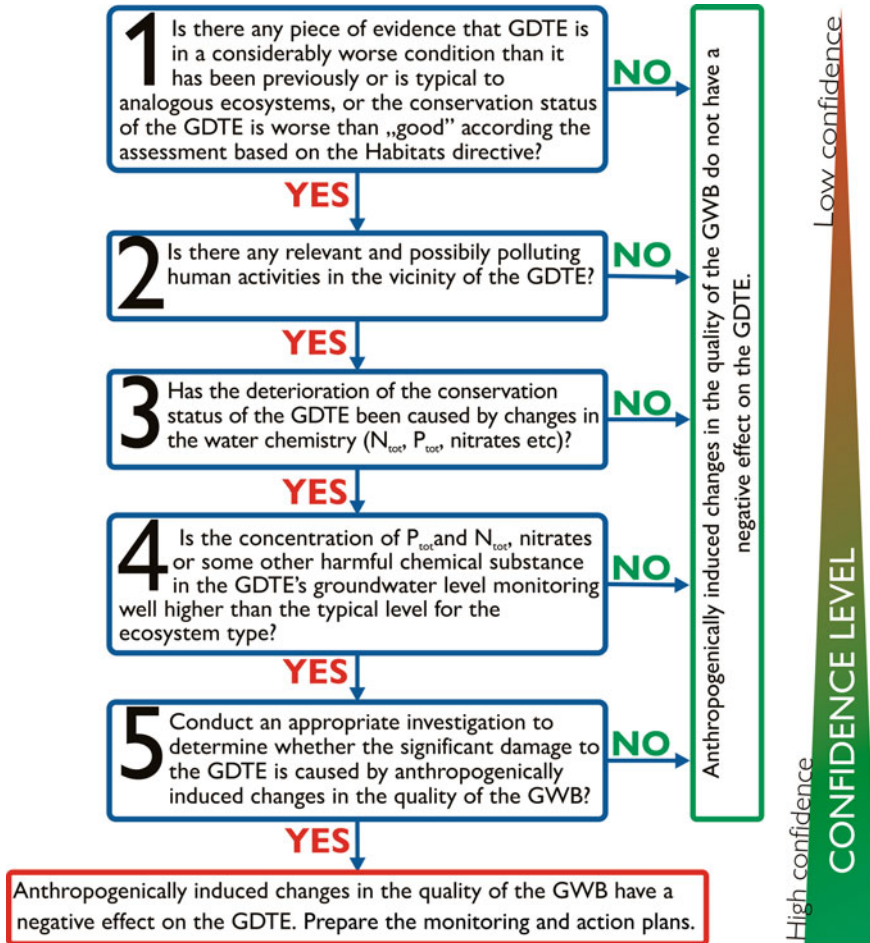 1 Is there any piece of evidence that GDTE is
in a considerably worse condition than it
has been previously or is typical to
analogous ecosystems, or the conservation status
of the GDTE is worse than „good” according the
assessment based on the Habitats directive?
NO
YES
2 Is there any relevant and possibily polluting
human activities in the vicinity of the GDTE?
NO
YES
3 Has the deterioration of the conservation
status of the GDTE been caused by changes in
the water chemistry (N_tot, P_tot, nitrates etc)?
NO
YES
4 Is the concentration of P_tot and N_tot, nitrates
or some other harmful chemical substance
in the GDTE's groundwater level monitoring
well higher than the typical level for the
ecosystem type?
NO
YES
5 Conduct an appropriate investigation to
determine whether the significant damage to
the GDTE is caused by anthropogenically
induced changes in the quality of the GWB?
NO
YES
Anthropogenically induced changes in the quality of the GWB have a
negative effect on the GDTE. Prepare the monitoring and action plans.
Anthropogenically induced changes in the quality of the GWB do not have a
negative effect on the GDTE.
Low confidence
High confidence
CONFIDENCE LEVEL